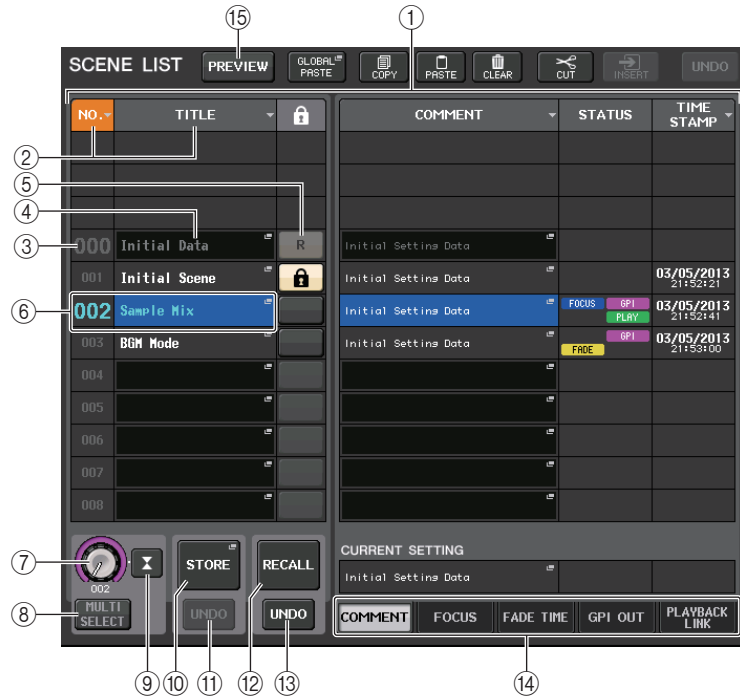 ⑮ ①
SCENE LIST PREVIEW GLOBAL PASTE COPY PASTE CLEAR CUT INSERT UNDO
NO. TITLE COMMENT STATUS TIME STAMP
②
⑤
④
③ 000 Initial Data R Initial Setting Data
001 Initial Scene Initial Setting Data 03/05/2013 21:52:21
⑥ 002 Sample Mix Initial Setting Data FOCUS GPI PLAY 03/05/2013 21:52:41
003 BGM Mode Initial Setting Data GPI FADE 03/05/2013 21:53:00
004
005
006
007
008
⑦ 002 STORE RECALL CURRENT SETTING
Initial Setting Data
⑧ MULTI SELECT UNDO UNDO COMMENT FOCUS FADE TIME GPI OUT PLAYBACK LINK
⑨ ⑩ ⑪ ⑫ ⑬ ⑭